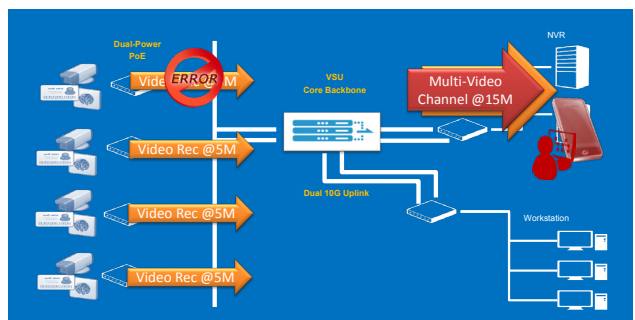 Dual-Power
PoE
Video Rec @5M
ERROR
VSU
Core Backbone
Multi-Video
Channel @15M
NVR
Video Rec @5M
Dual 10G Uplink
Video Rec @5M
Workstation
Video Rec @5M